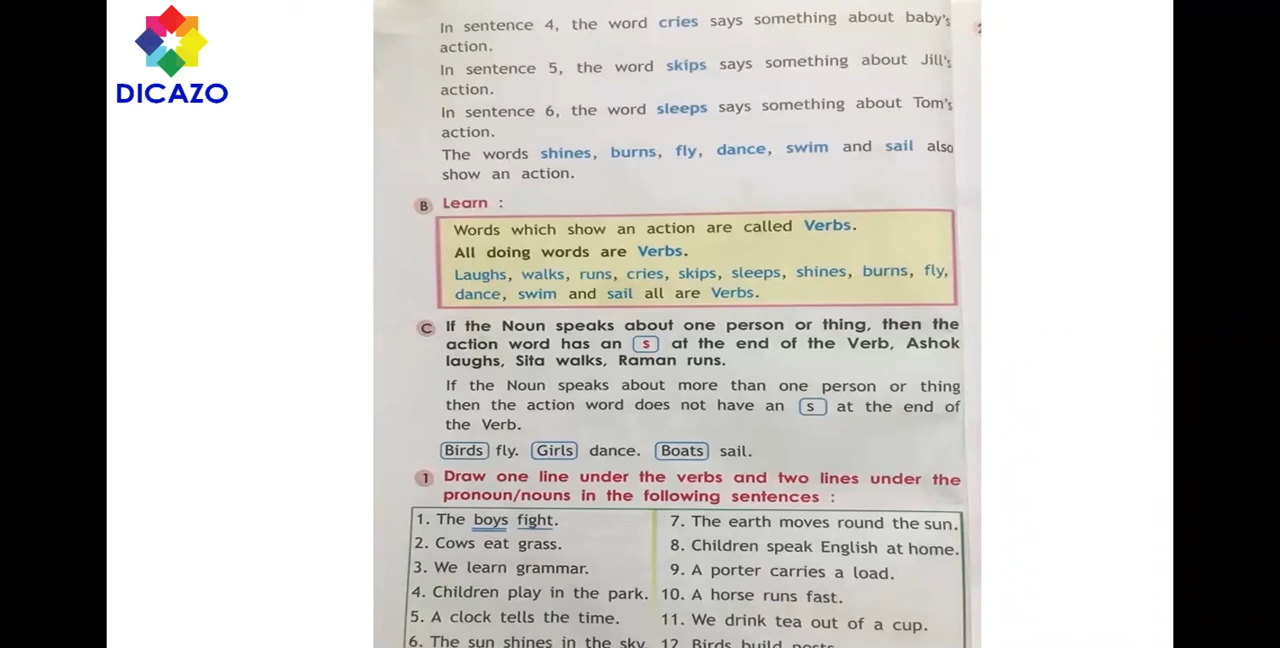 DICAZO
In sentence 4, the word cries says something about baby's
action.
In sentence 5, the word skips says something about Jill's
action.
In sentence 6, the word sleeps says something about Tom's
action.
The words shines, burns, fly, dance, swim and sail also
show an action.
B Learn :
Words which show an action are called Verbs.
All doing words are Verbs.
Laughs, walks, runs, cries, skips, sleeps, shines, burns, fly,
dance, swim and sail all are Verbs.
C If the Noun speaks about one person or thing, then the
action word has an s at the end of the Verb, Ashok
laughs, Sita walks, Raman runs.
If the Noun speaks about more than one person or thing
then the action word does not have an s at the end of
the Verb.
Birds fly. Girls dance. Boats sail.
1 Draw one line under the verbs and two lines under the
pronoun/nouns in the following sentences :
1. The boys fight.
2. Cows eat grass.
3. We learn grammar.
4. Children play in the park.
5. A clock tells the time.
6. The sun shines in the sky.
7. The earth moves round the sun.
8. Children speak English at home.
9. A porter carries a load.
10. A horse runs fast.
11. We drink tea out of a cup.
12. Birds build nests.